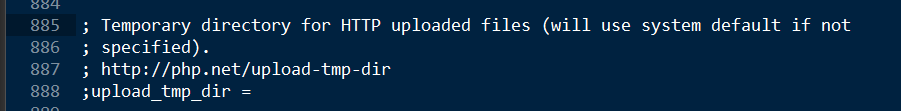 884
885 ; Temporary directory for HTTP uploaded files (will use system default if not
886 ; specified).
887 ; http://php.net/upload-tmp-dir
888 ;upload_tmp_dir =